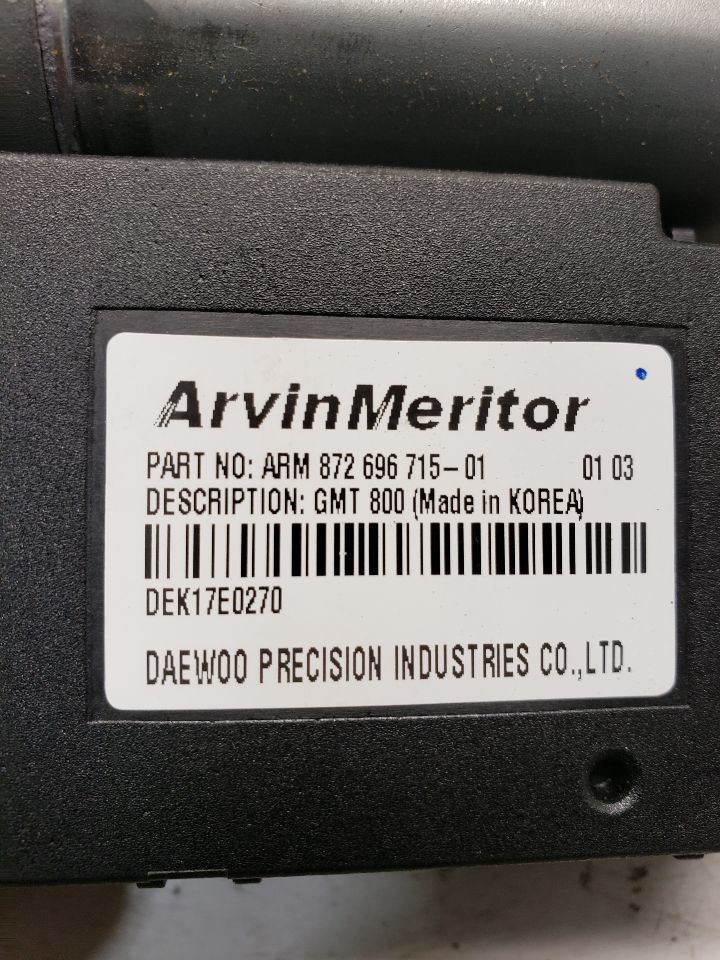 ArvinMeritor
PART NO: ARM 872 696 715-01 01 03
DESCRIPTION: GMT 800 (Made in KOREA)
DEK17E0270
DAEWOO PRECISION INDUSTRIES CO.,LTD.